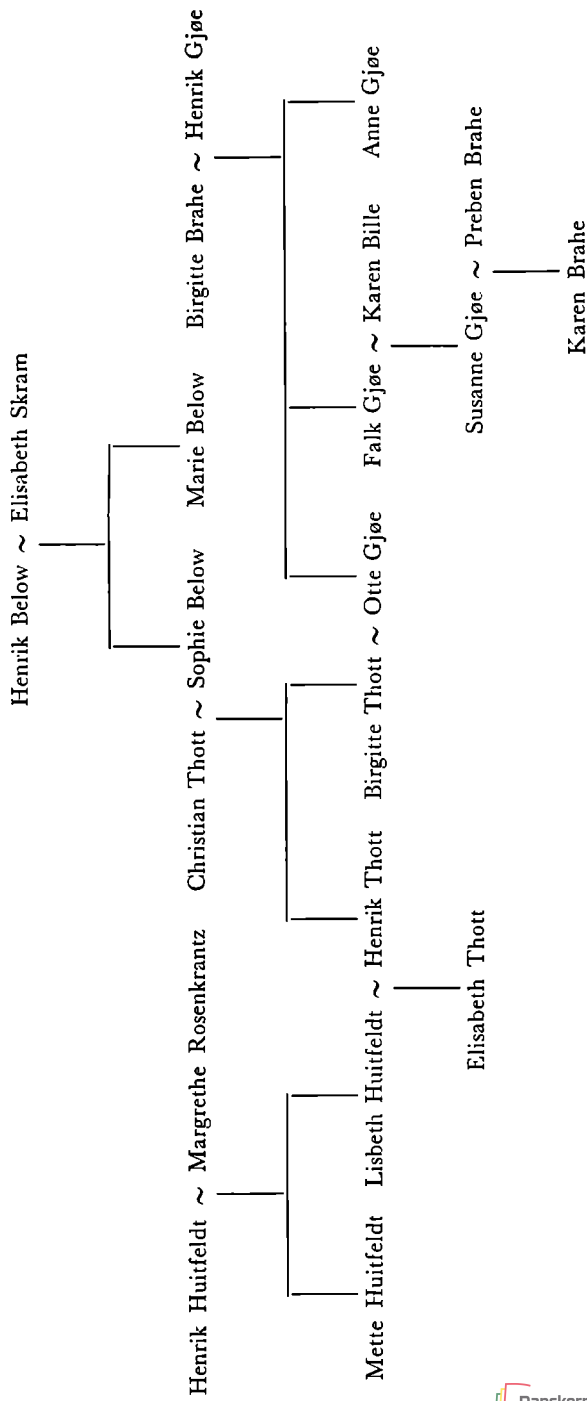 Henrik Below ~ Elisabeth Skram
Henrik Huitfeldt ~ Margrethe Rosenkrantz Christian Thott ~ Sophie Below Marie Below Birgitte Brahe ~ Henrik Gjøe
Mette Huitfeldt Lisbeth Huitfeldt ~ Henrik Thott Birgitte Thott ~ Otte Gjøe Falk Gjøe ~ Karen Bille Anne Gjøe
Elisabeth Thott Susanne Gjøe ~ Preben Brahe
Karen Brahe